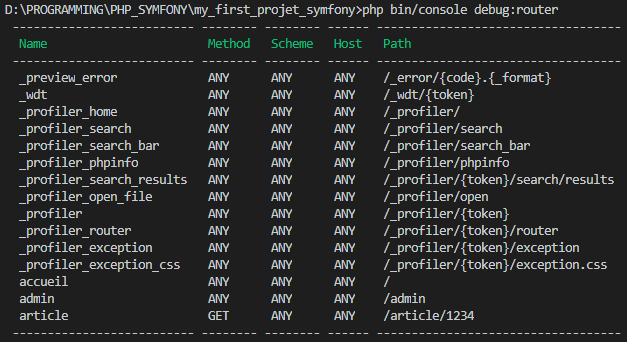 D:\PROGRAMMING\PHP_SYMFONY\my_first_projet_symfony>php bin/console debug:router
Name Method Scheme Host Path
_preview_error ANY ANY ANY /_error/{code}.{_format}
_wdt ANY ANY ANY /_wdt/{token}
_profiler_home ANY ANY ANY /_profiler/
_profiler_search ANY ANY ANY /_profiler/search
_profiler_search_bar ANY ANY ANY /_profiler/search_bar
_profiler_phpinfo ANY ANY ANY /_profiler/phpinfo
_profiler_search_results ANY ANY ANY /_profiler/{token}/search/results
_profiler_open_file ANY ANY ANY /_profiler/open
_profiler ANY ANY ANY /_profiler/{token}
_profiler_router ANY ANY ANY /_profiler/{token}/router
_profiler_exception ANY ANY ANY /_profiler/{token}/exception
_profiler_exception_css ANY ANY ANY /_profiler/{token}/exception.css
accueil ANY ANY ANY /
admin ANY ANY ANY /admin
article GET ANY ANY /article/1234